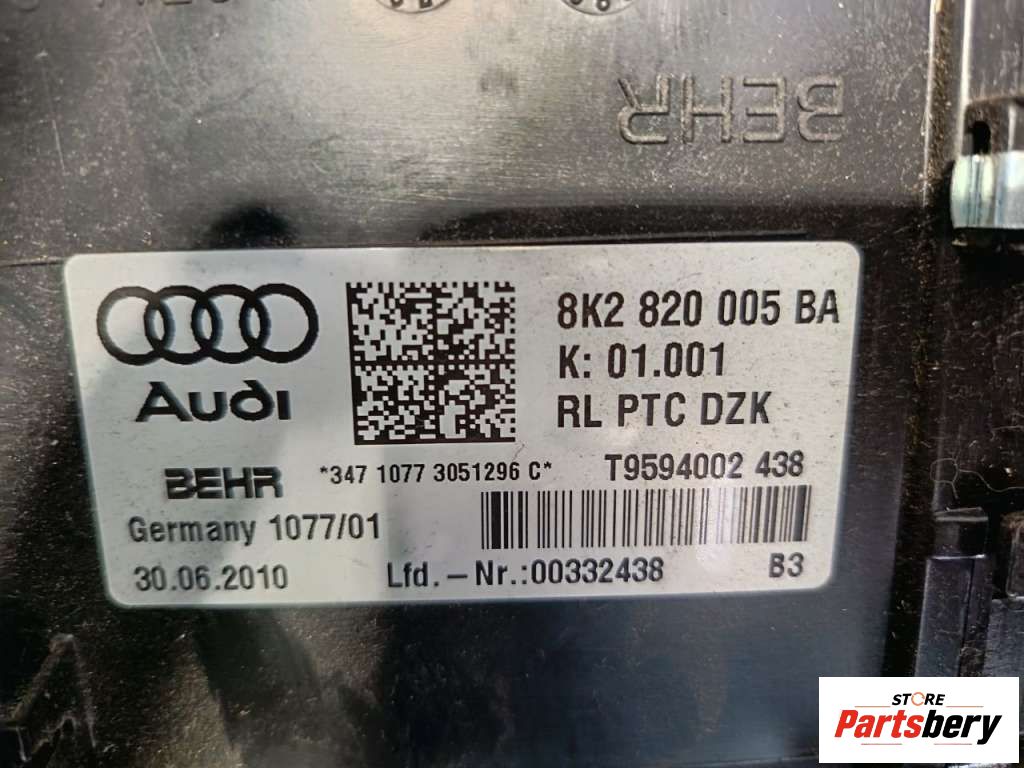 BEHR
Audi
8K2 820 005 BA
K: 01.001
RL PTC DZK
BEHR
*347 1077 3051296 C*
T9594002 438
Germany 1077/01
30.06.2010
Lfd.-Nr.:00332438
B3
STORE
Partsbery